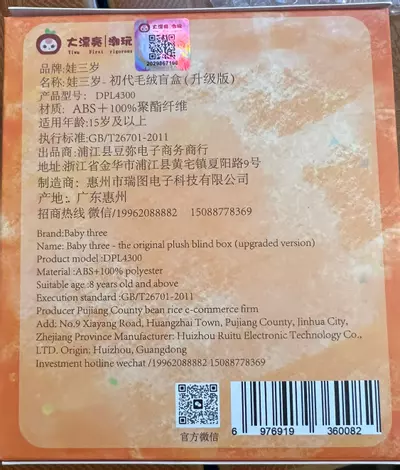 大漂亮 潮玩
2029867190
品牌:娃三岁
名称:娃三岁-初代毛绒盲盒(升级版)
产品型号: DPL4300
材质: ABS+100%聚酯纤维
适用年龄:15岁及以上
执行标准:GB/T26701-2011
出品商:浦江县豆弥电子商务商行
地址:浙江省金华市浦江县黄宅镇夏阳路9号
制造商:惠州市瑞图电子科技有限公司
产地:广东惠州
招商热线 微信/19962088882 15088778369
Brand:Baby three
Name: Baby three - the original plush blind box (upgraded version)
Product model :DPL4300
Material :ABS+100% polyester
Suitable age :8 years old and above
Execution standard :GB/T26701-2011
Producer Pujiang County bean rice e-commerce firm
Add: No.9 Xiayang Road, Huangzhai Town, Pujiang County, Jinhua City,
Zhejiang Province Manufacturer: Huizhou Ruitu Electronic Technology Co.,
LTD. Origin: Huizhou, Guangdong
Investment hotline wechat /19962088882 15088778369
官方微信
6 976919 360082